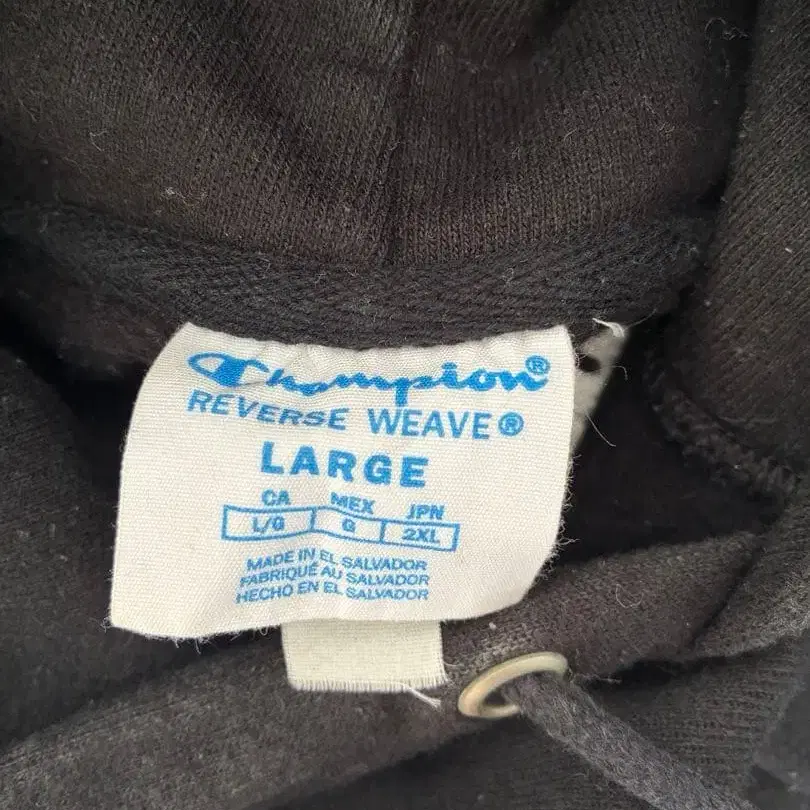 Champion®
REVERSE WEAVE®
LARGE
CA MEX JPN
L/G G 2XL
MADE IN EL SALVADOR
FABRIQUÉ AU SALVADOR
HECHO EN EL SALVADOR